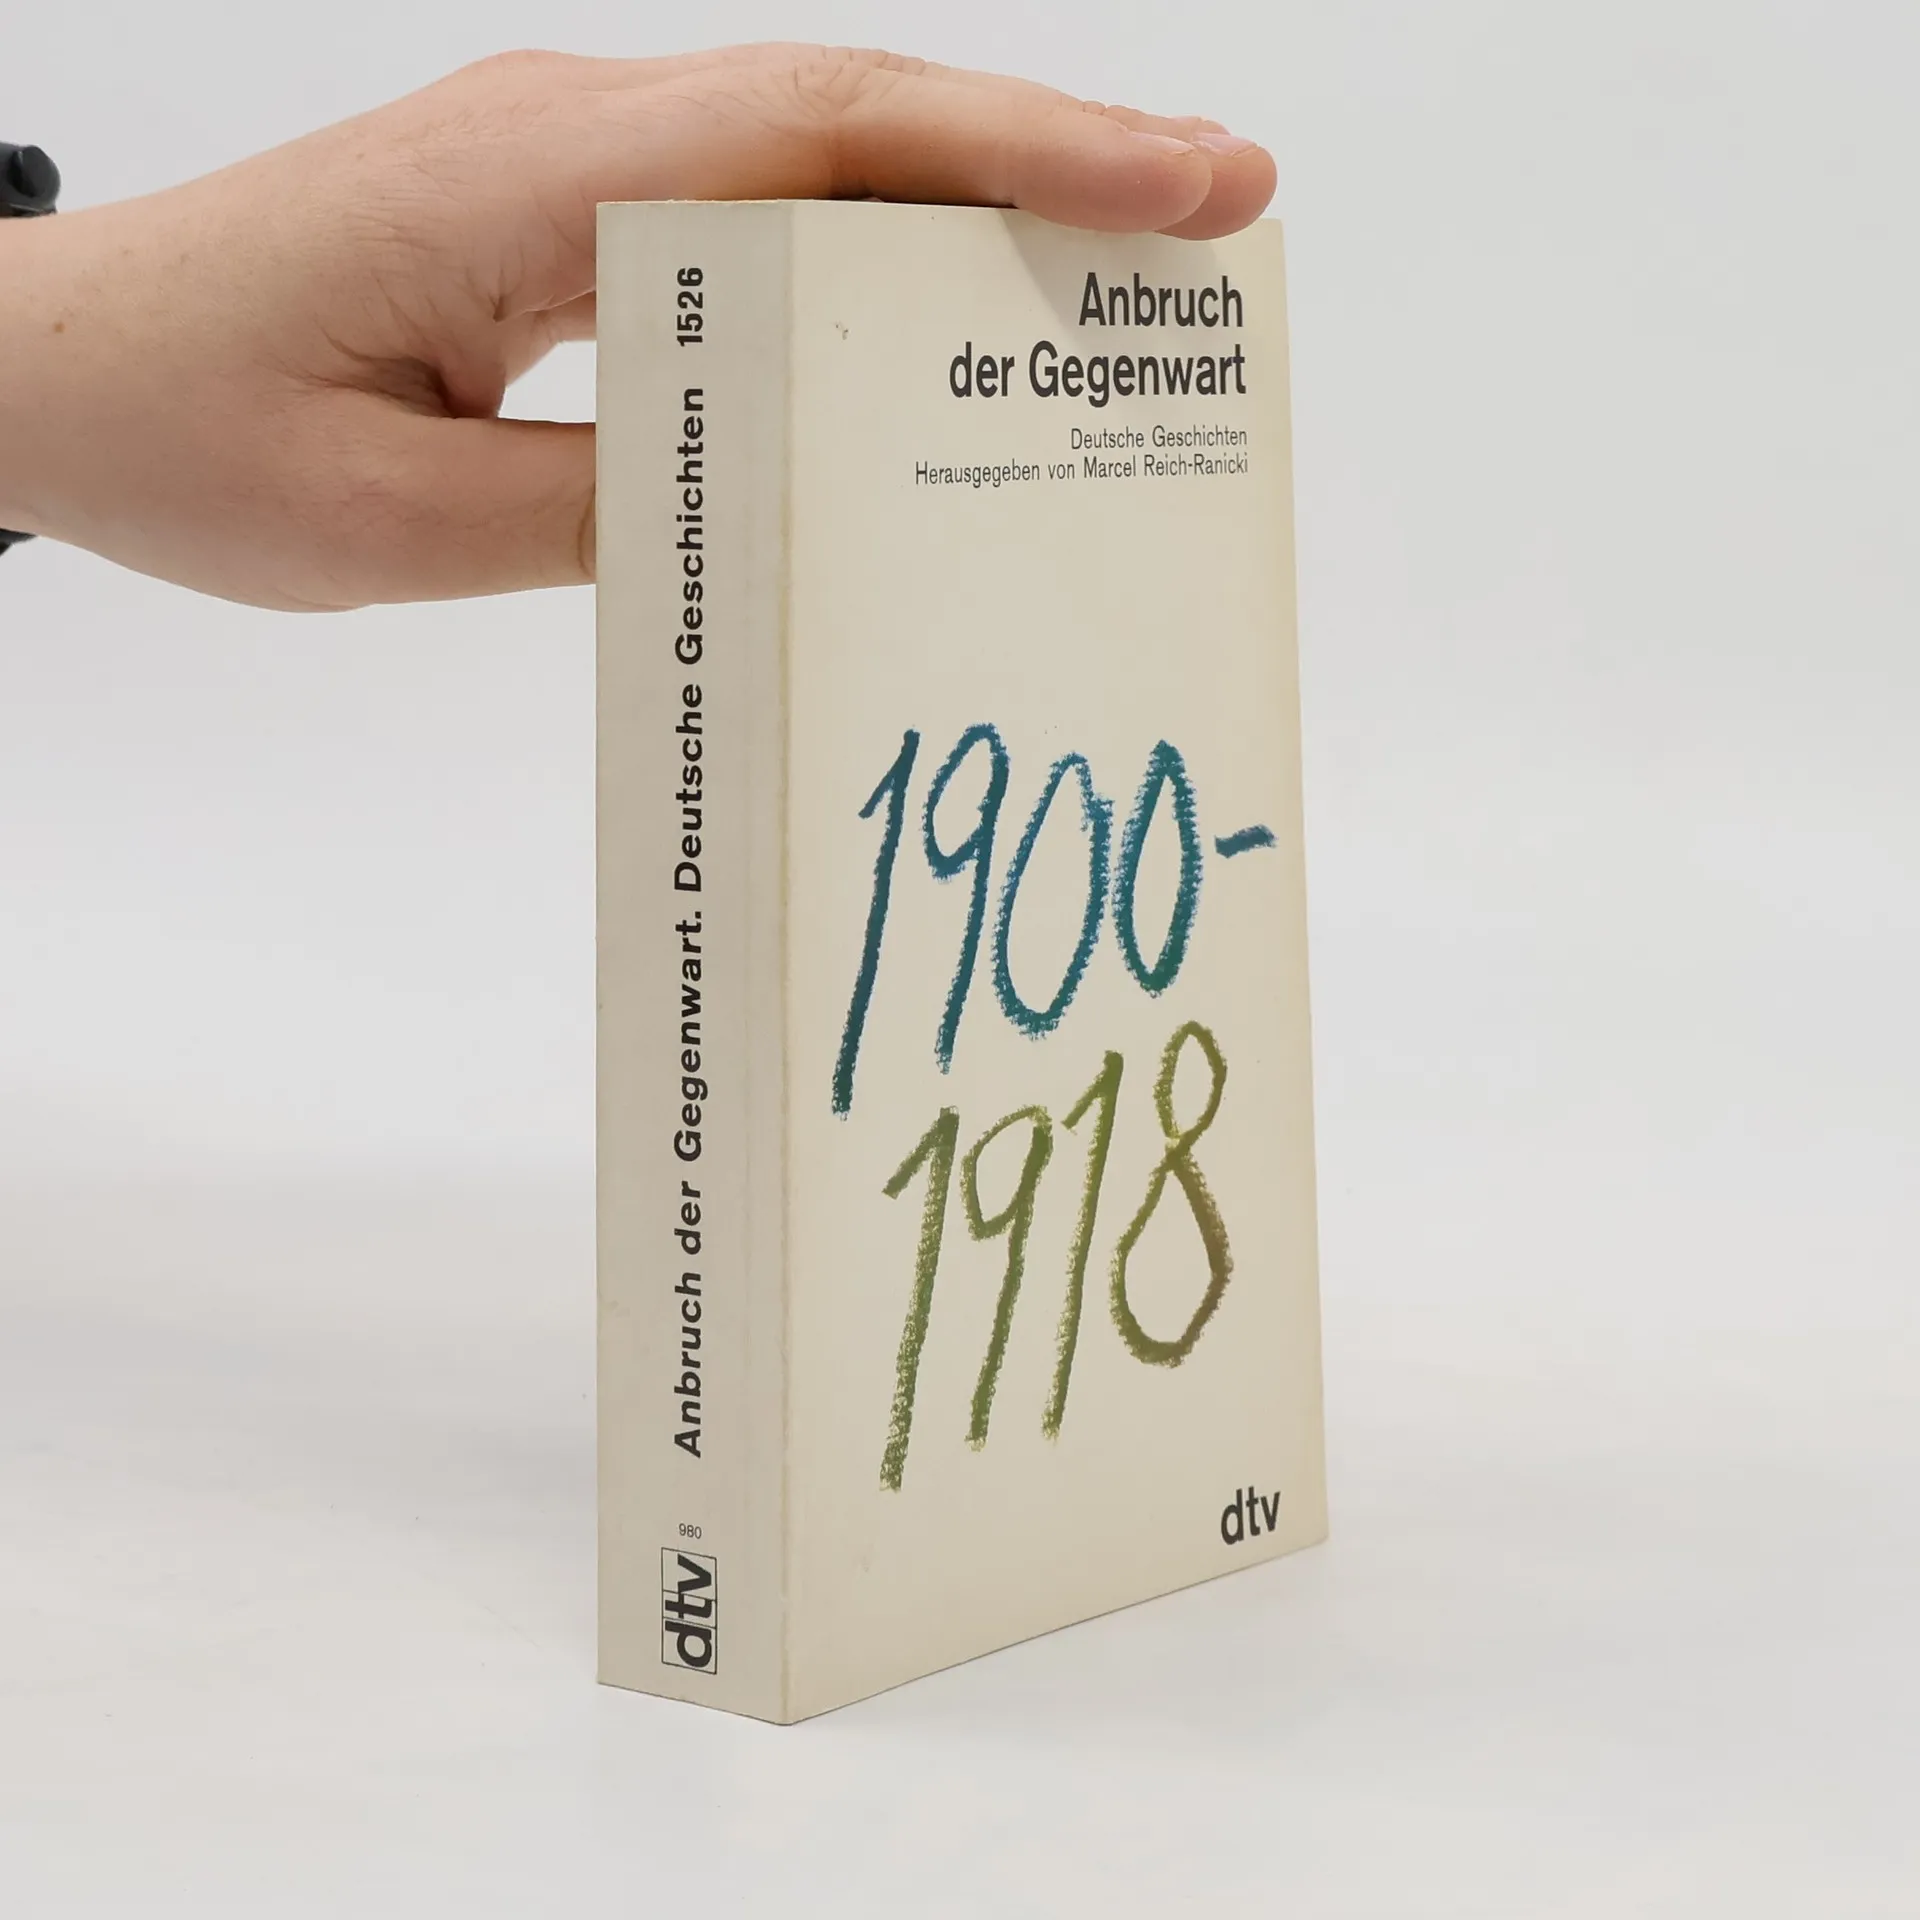 Anbruch der Gegenwart. Deutsche Geschichten 1526
980
dtv
Anbruch
der Gegenwart
Deutsche Geschichten
Herausgegeben von Marcel Reich-Ranicki
1900-
1918
dtv